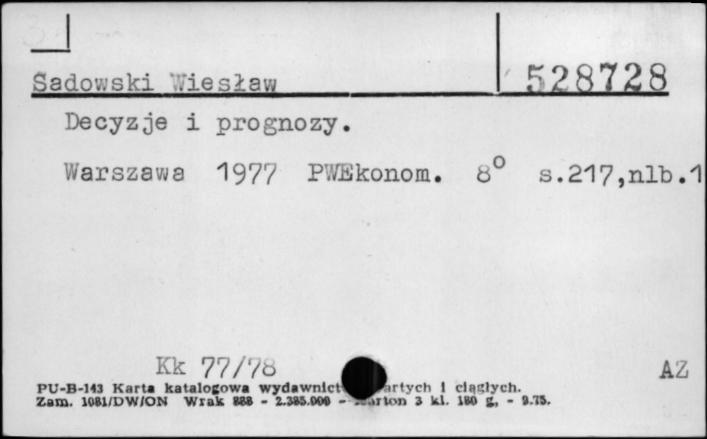 Sadowski Wiesław 528728
Decyzje i prognozy.
Warszawa 1977 PWEkonom. 8° s.217,nlb.1
Kk 77/78 AZ
PU-B-143 Karta katalogowa wydawnict artych i ciągłych.
Zam. 1081/DW/ON Wrak 888 - 2.385.000 - Karton 3 kl. 180 g, - 9.75.